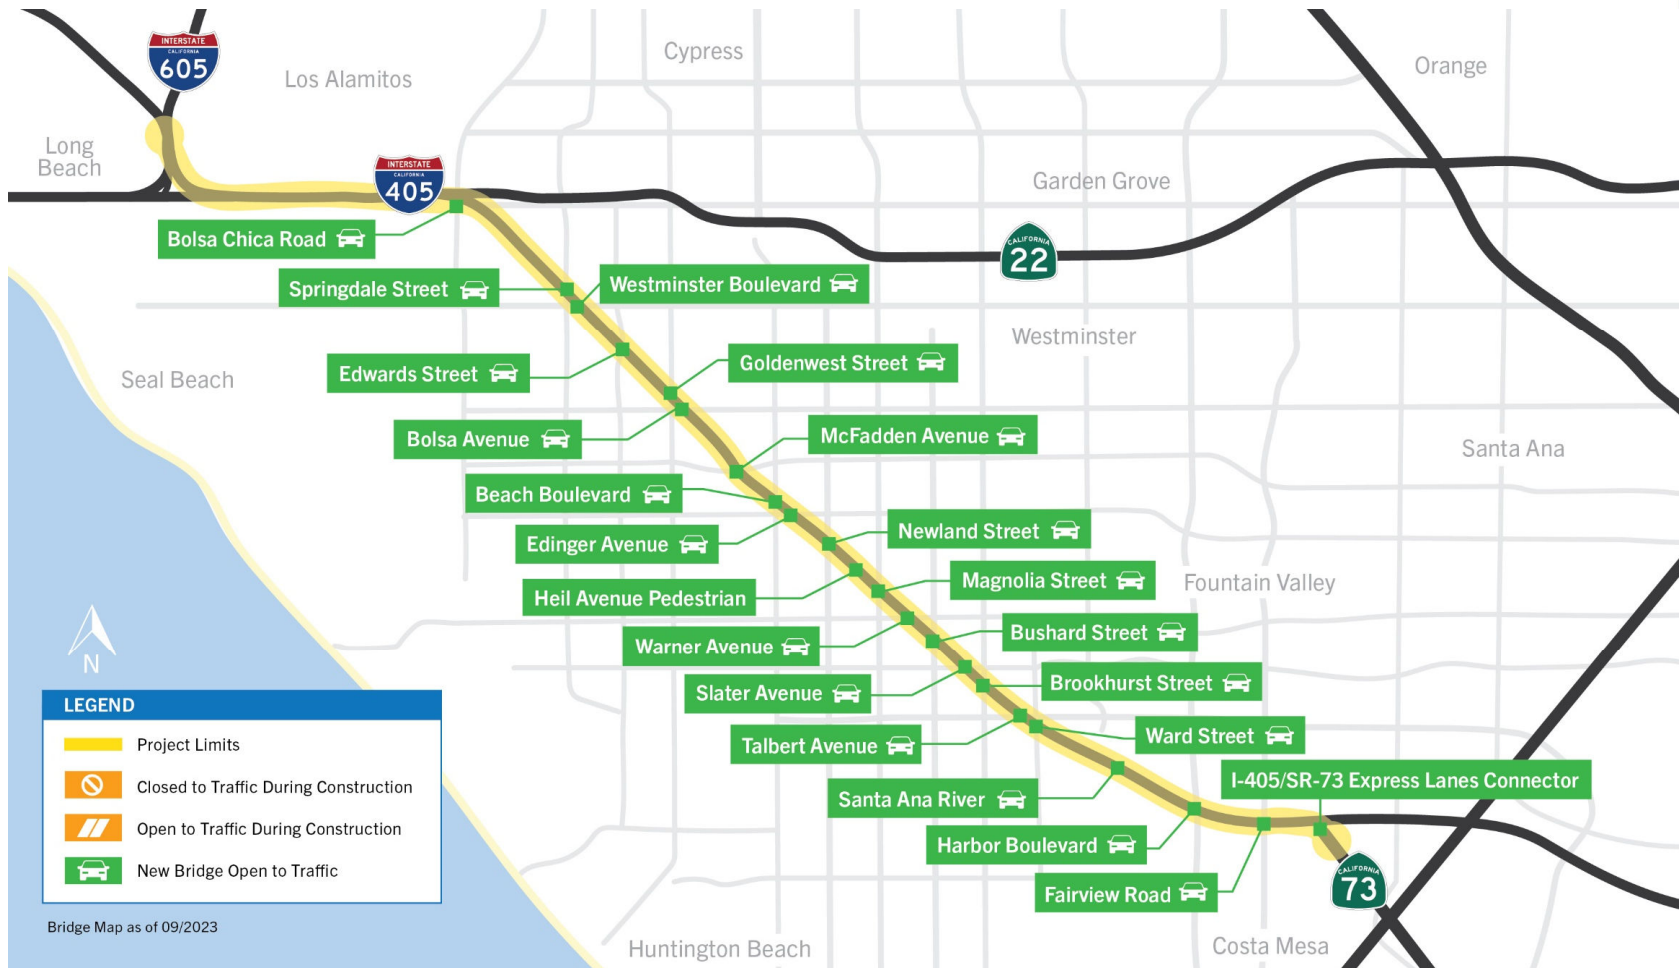 INTERSTATE
CALIFORNIA
605
Los Alamitos
Cypress
Orange
Long
Beach
INTERSTATE
CALIFORNIA
405
Garden Grove
Bolsa Chica Road
CALIFORNIA
22
Springdale Street
Westminster Boulevard
Westminster
Seal Beach
Edwards Street
Goldenwest Street
Bolsa Avenue
McFadden Avenue
Santa Ana
Beach Boulevard
Edinger Avenue
Newland Street
Heil Avenue Pedestrian
Magnolia Street
Fountain Valley
Warner Avenue
Bushard Street
N
Slater Avenue
Brookhurst Street
Talbert Avenue
Ward Street
I-405/SR-73 Express Lanes Connector
Santa Ana River
Harbor Boulevard
Fairview Road
CALIFORNIA
73
LEGEND
Project Limits
Closed to Traffic During Construction
Open to Traffic During Construction
New Bridge Open to Traffic
Bridge Map as of 09/2023
Huntington Beach
Costa Mesa